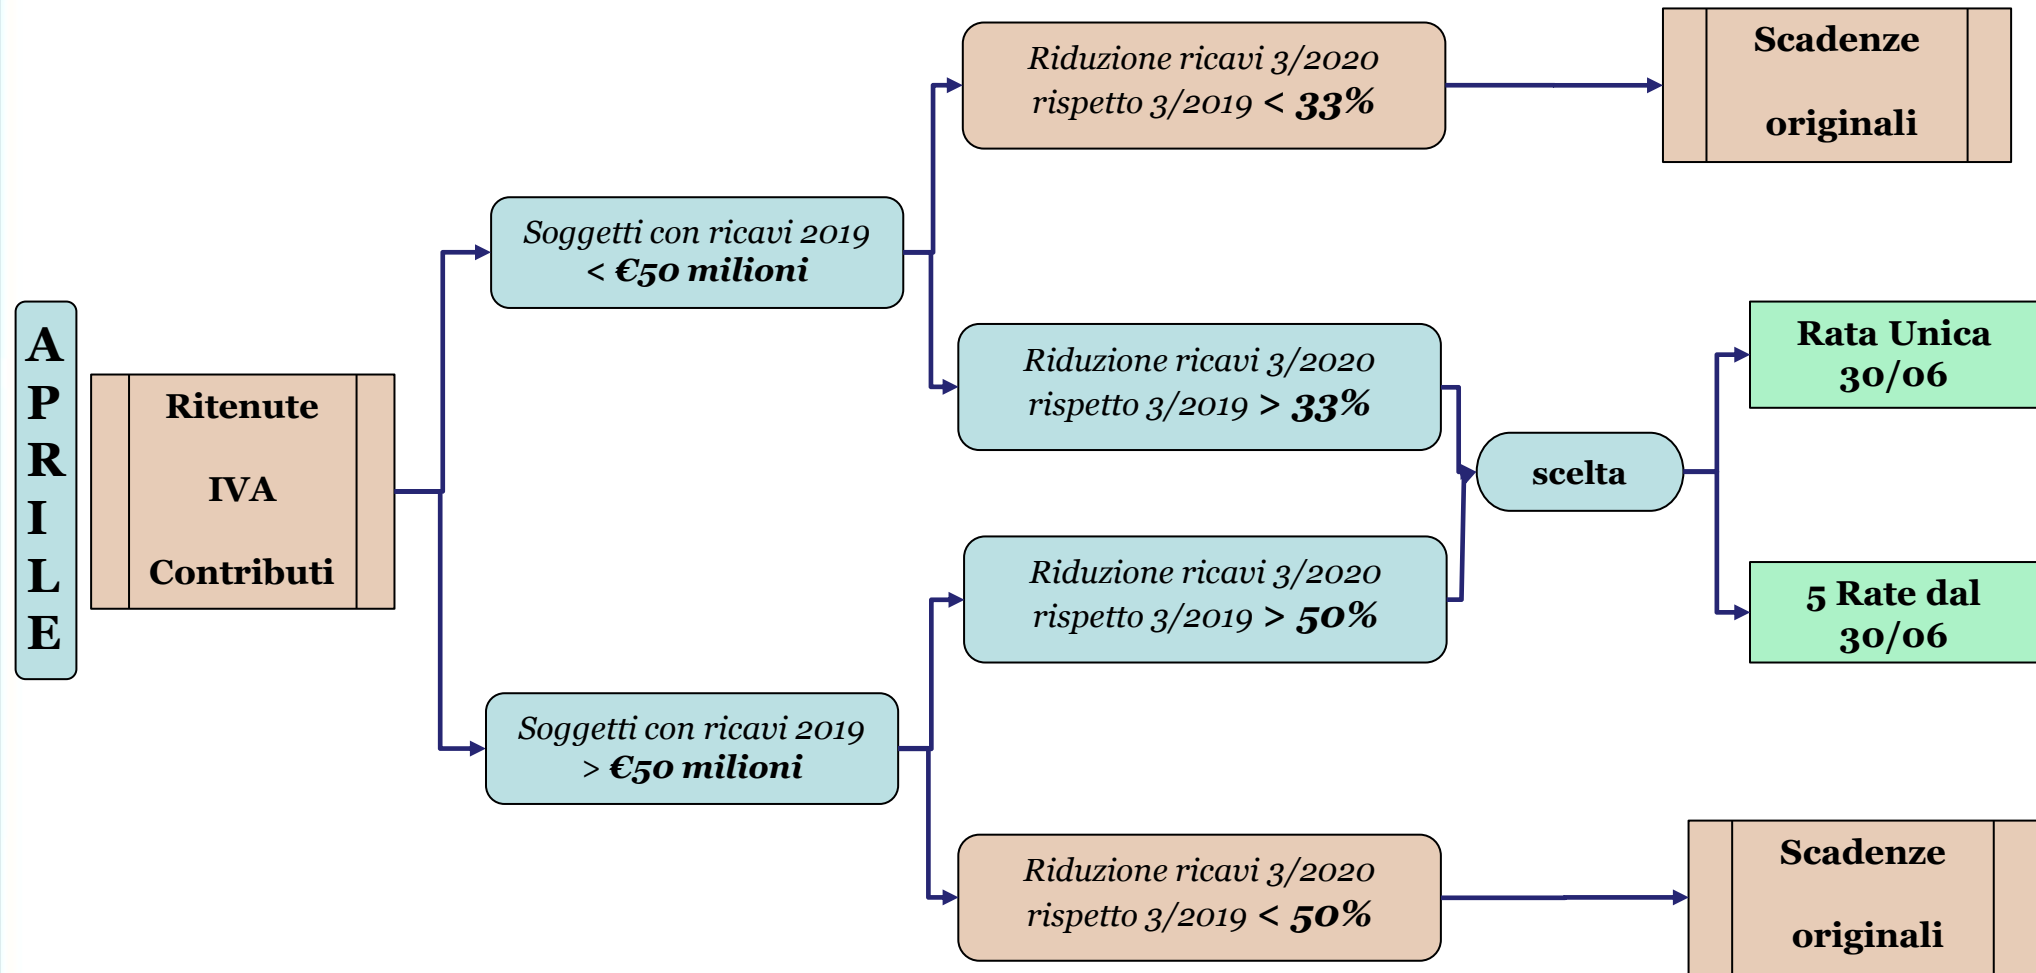 APRILE
Ritenute
IVA
Contributi
Soggetti con ricavi 2019
< €50 milioni
Soggetti con ricavi 2019
> €50 milioni
Riduzione ricavi 3/2020
rispetto 3/2019 < 33%
Riduzione ricavi 3/2020
rispetto 3/2019 > 33%
Riduzione ricavi 3/2020
rispetto 3/2019 > 50%
Riduzione ricavi 3/2020
rispetto 3/2019 < 50%
scelta
Scadenze
originali
Rata Unica
30/06
5 Rate dal
30/06
Scadenze
originali